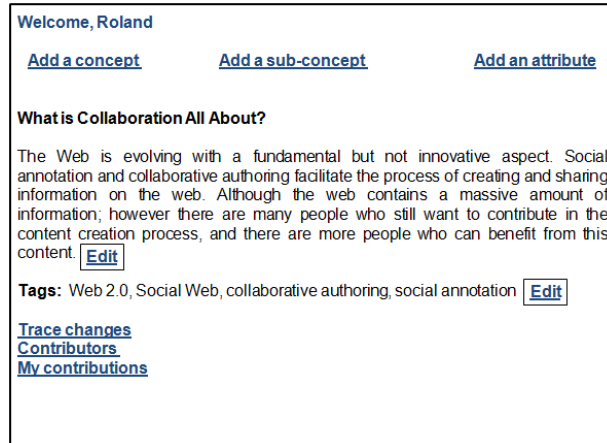 Welcome, Roland
Add a concept Add a sub-concept Add an attribute
What is Collaboration All About?
The Web is evolving with a fundamental but not innovative aspect. Social
annotation and collaborative authoring facilitate the process of creating and sharing
information on the web. Although the web contains a massive amount of
information; however there are many people who still want to contribute in the
content creation process, and there are more people who can benefit from this
content. Edit
Tags: Web 2.0, Social Web, collaborative authoring, social annotation Edit
Trace changes
Contributors
My contributions